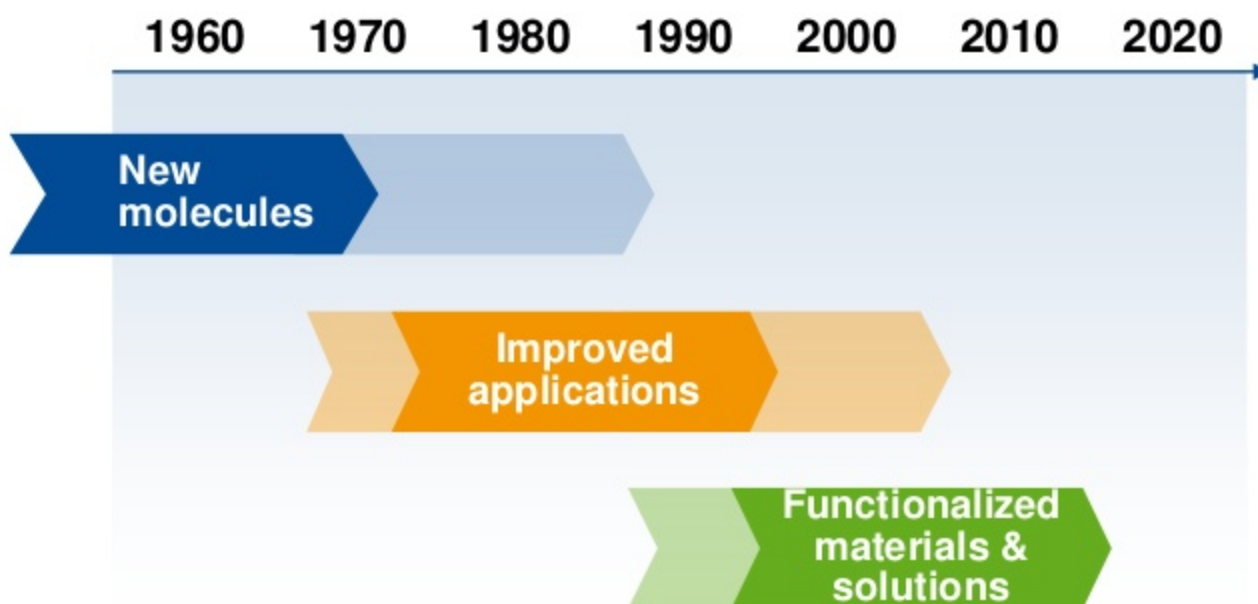 1960 1970 1980 1990 2000 2010 2020
New
molecules
Improved
applications
Functionalized
materials &
solutions